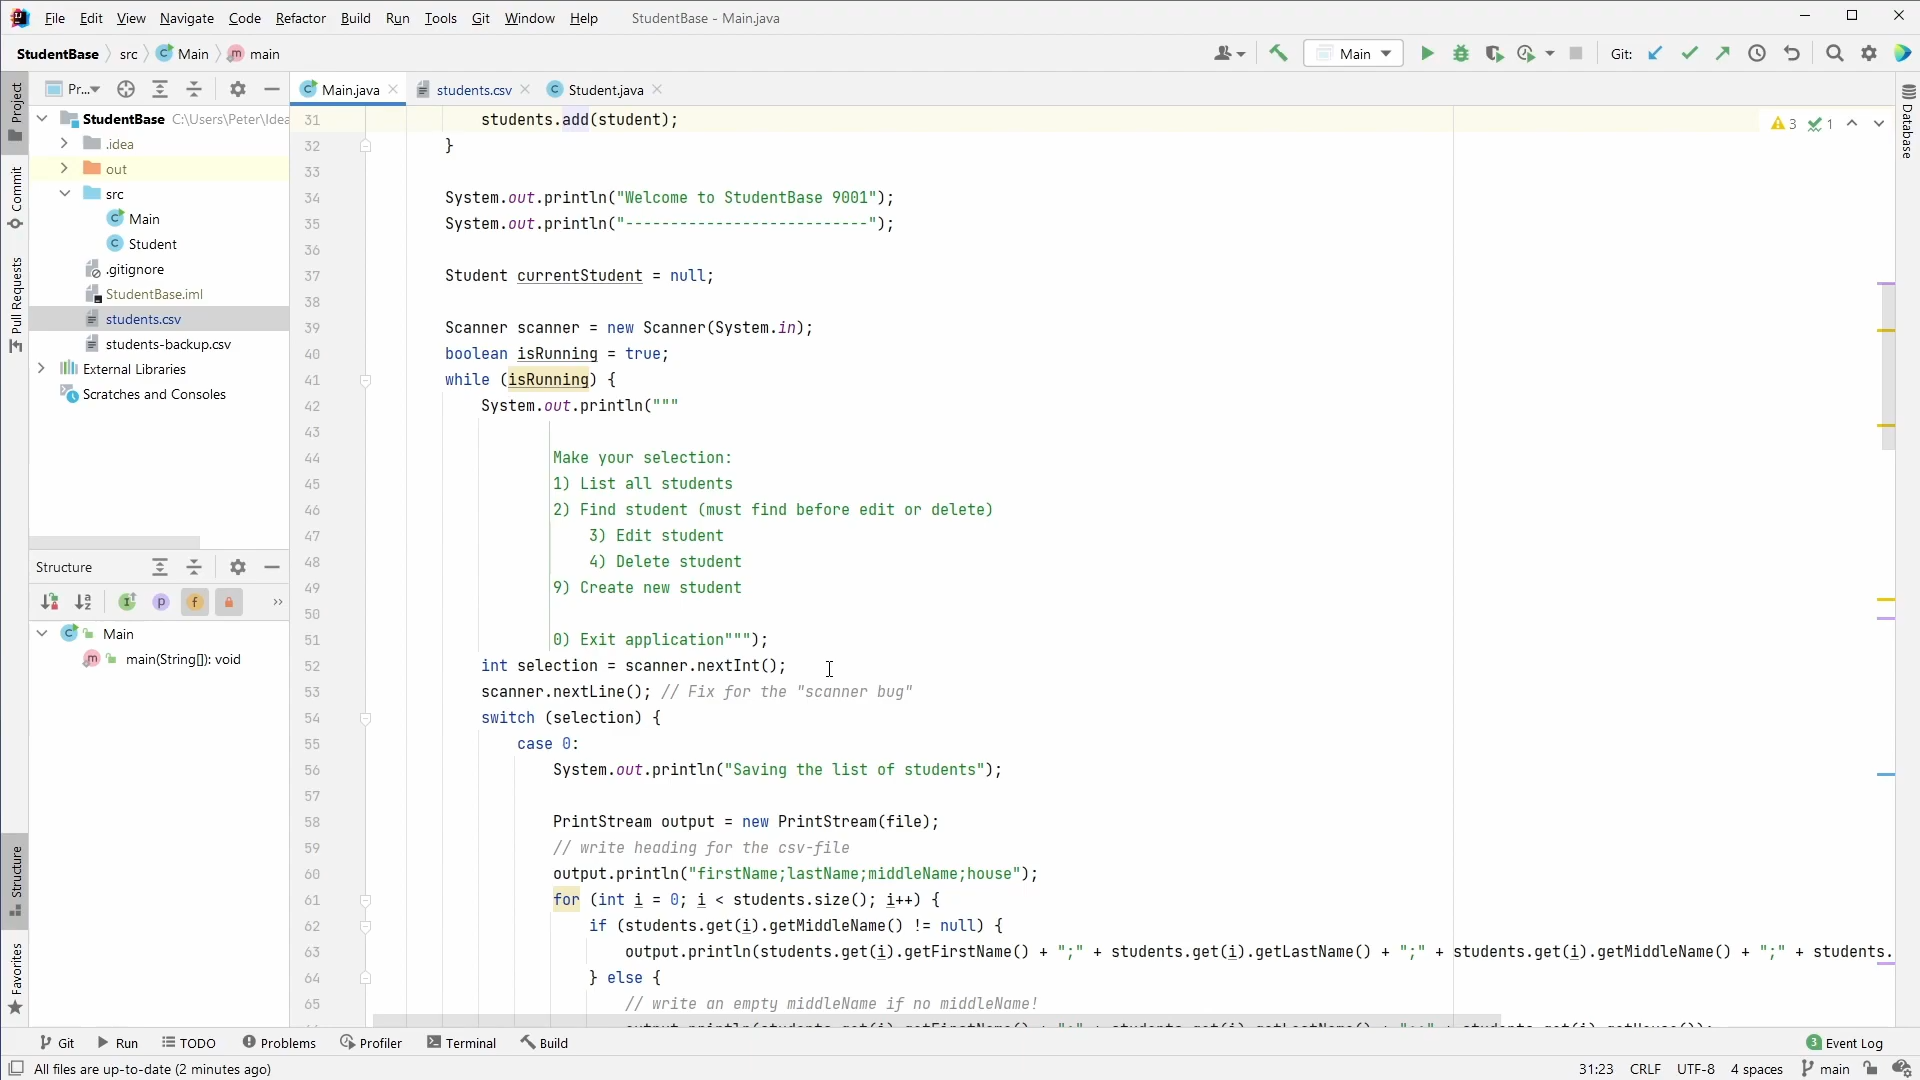 File Edit View Navigate Code Refactor Build Run Tools Git Window Help StudentBase - Main.java
StudentBase src Main main Main Git:
Pr... Main.java students.csv Student.java
Project
Commit
Pull Requests
Structure
Favorites
Database
StudentBase C:\Users\Peter\Idea
.idea
out
src
Main
Student
.gitignore
StudentBase.iml
students.csv
students-backup.csv
External Libraries
Scratches and Consoles
Structure
Main
main(String[]): void
3 1
31 students.add(student);
32 }
33
34 System.out.println("Welcome to StudentBase 9001");
35 System.out.println("---------------------------");
36
37 Student currentStudent = null;
38
39 Scanner scanner = new Scanner(System.in);
40 boolean isRunning = true;
41 while (isRunning) {
42 System.out.println("""
43
44 Make your selection:
45 1) List all students
46 2) Find student (must find before edit or delete)
47 3) Edit student
48 4) Delete student
49 9) Create new student
50
51 0) Exit application""");
52 int selection = scanner.nextInt();
53 scanner.nextLine(); // Fix for the "scanner bug"
54 switch (selection) {
55 case 0:
56 System.out.println("Saving the list of students");
57
58 PrintStream output = new PrintStream(file);
59 // write heading for the csv-file
60 output.println("firstName;lastName;middleName;house");
61 for (int i = 0; i < students.size(); i++) {
62 if (students.get(i).getMiddleName() != null) {
63 output.println(students.get(i).getFirstName() + ";" + students.get(i).getLastName() + ";" + students.get(i).getMiddleName() + ";" + students.
64 } else {
65 // write an empty middleName if no middleName!
Git Run TODO Problems Profiler Terminal Build 3 Event Log
All files are up-to-date (2 minutes ago) 31:23 CRLF UTF-8 4 spaces main